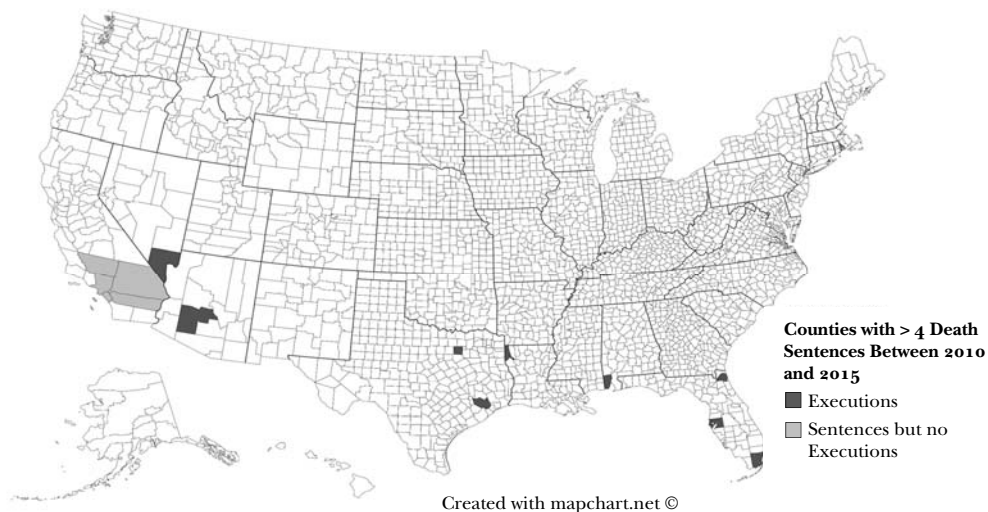 Counties with > 4 Death
Sentences Between 2010
and 2015
Executions
Sentences but no
Executions
Created with mapchart.net ©